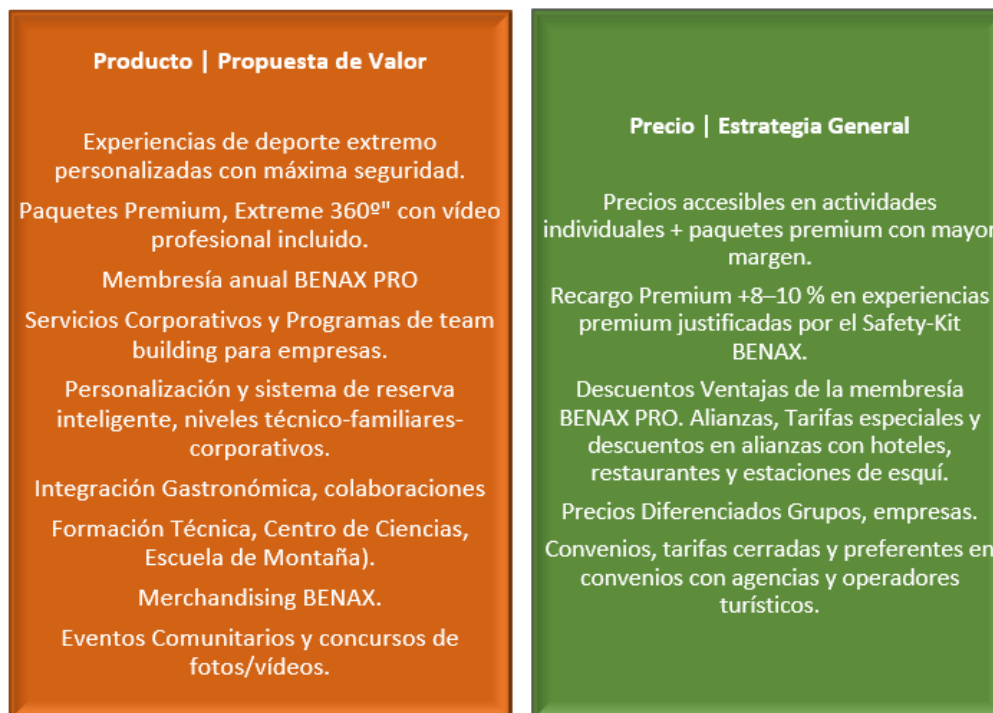 Producto | Propuesta de Valor
Experiencias de deporte extremo
personalizadas con máxima seguridad.
Paquetes Premium, Extreme 360º" con vídeo
profesional incluido.
Membresía anual BENAX PRO
Servicios Corporativos y Programas de team
building para empresas.
Personalización y sistema de reserva
inteligente, niveles técnico-familiares-
corporativos.
Integración Gastronómica, colaboraciones
Formación Técnica, Centro de Ciencias,
Escuela de Montaña).
Merchandising BENAX.
Eventos Comunitarios y concursos de
fotos/vídeos.
Precio | Estrategia General
Precios accesibles en actividades
individuales + paquetes premium con mayor
margen.
Recargo Premium +8–10 % en experiencias
premium justificadas por el Safety-Kit
BENAX.
Descuentos Ventajas de la membresía
BENAX PRO. Alianzas, Tarifas especiales y
descuentos en alianzas con hoteles,
restaurantes y estaciones de esquí.
Precios Diferenciados Grupos, empresas.
Convenios, tarifas cerradas y preferentes en
convenios con agencias y operadores
turísticos.